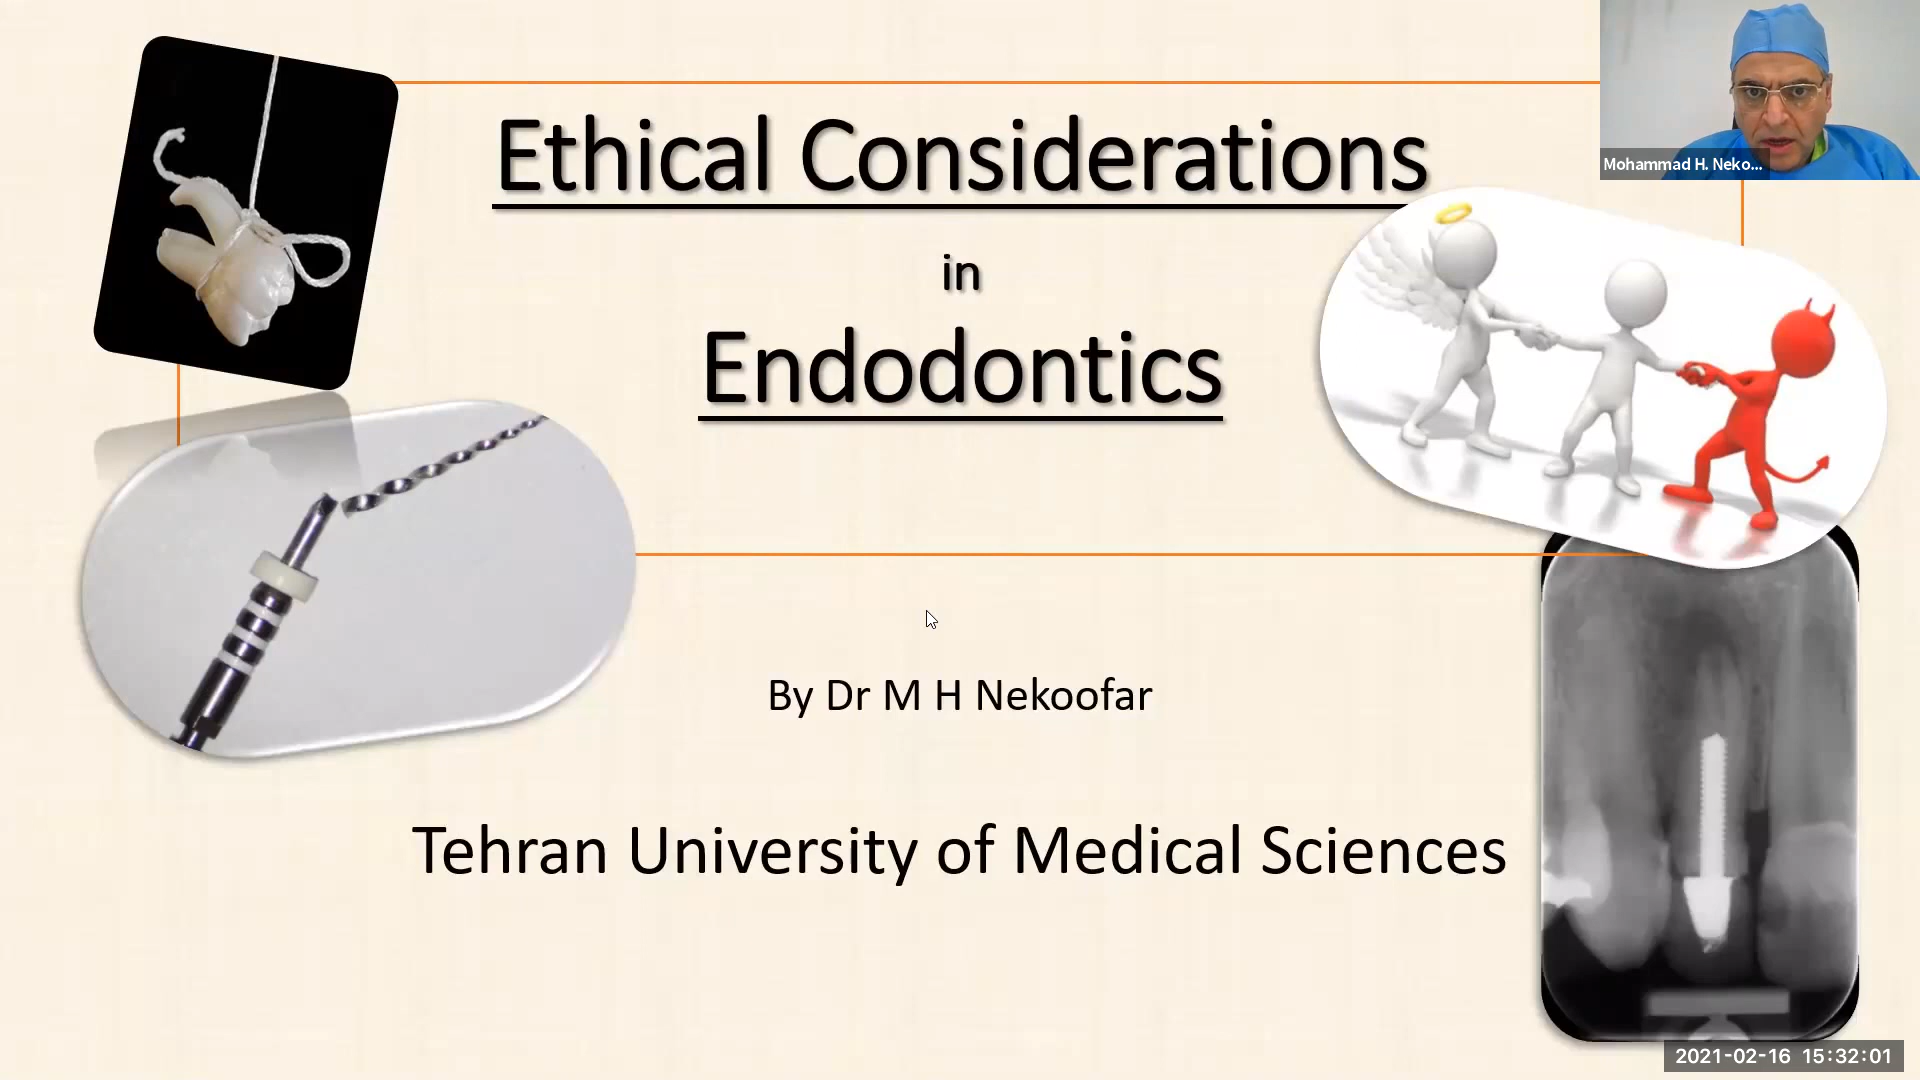 Ethical Considerations
in
Endodontics
By Dr M H Nekoofar
Tehran University of Medical Sciences
Mohammad H. Neko...
2021-02-16 15:32:01